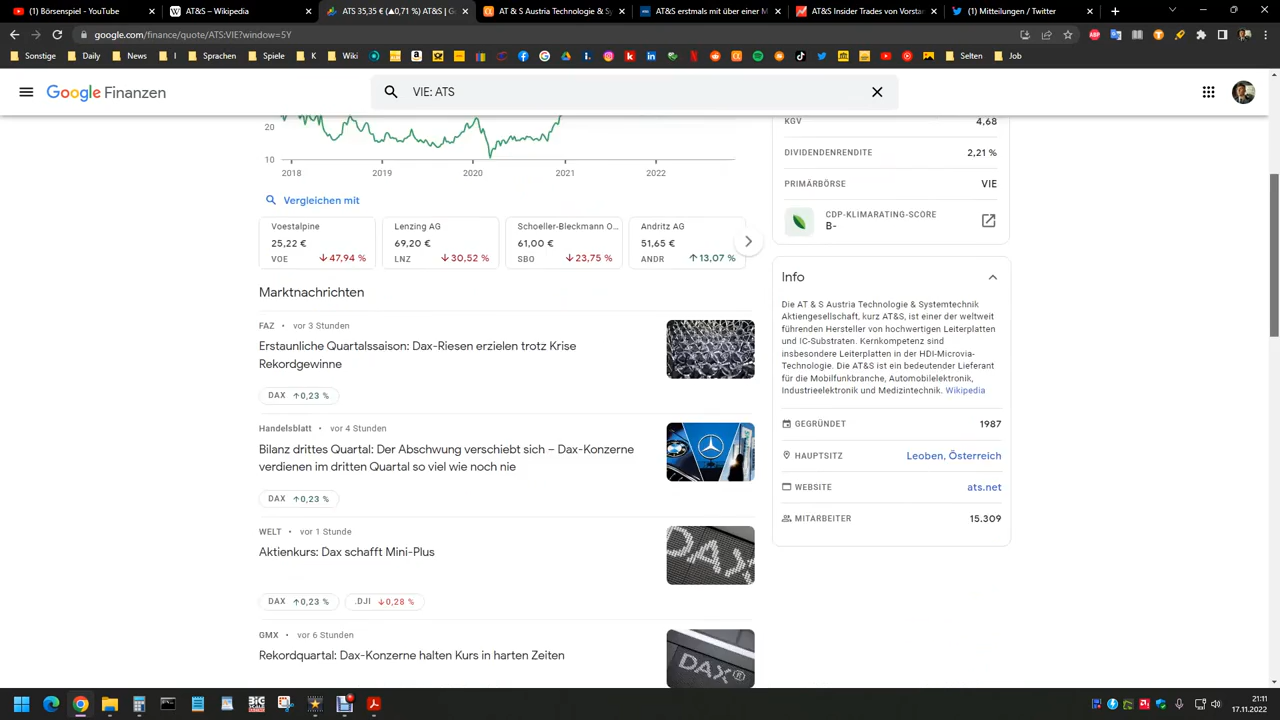 (1) Börsenspiel - YouTube
AT&S – Wikipedia
ATS 35,35 € (▲0,71 %) AT&S | G
AT & S Austria Technologie & Sy
AT&S erstmals mit über einer M
AT&S Insider Trades von Vorstan
(1) Mitteilungen / Twitter
google.com/finance/quote/ATS:VIE?window=5Y
Sonstige
Daily
News
I
Sprachen
Spiele
K
Wiki
Selten
Job
Google Finanzen
VIE: ATS
20
10
2018
2019
2020
2021
2022
Vergleichen mit
Voestalpine
25,22 €
VOE ↓47,94 %
Lenzing AG
69,20 €
LNZ ↓30,52 %
Schoeller-Bleckmann O...
61,00 €
SBO ↓23,75 %
Andritz AG
51,65 €
ANDR ↑13,07 %
Marktnachrichten
FAZ • vor 3 Stunden
Erstaunliche Quartalssaison: Dax-Riesen erzielen trotz Krise
Rekordgewinne
DAX ↑0,23 %
Handelsblatt • vor 4 Stunden
Bilanz drittes Quartal: Der Abschwung verschiebt sich – Dax-Konzerne
verdienen im dritten Quartal so viel wie noch nie
DAX ↑0,23 %
WELT • vor 1 Stunde
Aktienkurs: Dax schafft Mini-Plus
DAX
DAX ↑0,23 %
.DJI ↓0,28 %
GMX • vor 6 Stunden
Rekordquartal: Dax-Konzerne halten Kurs in harten Zeiten
DAX®
KGV 4,68
DIVIDENDENRENDITE 2,21 %
PRIMÄRBÖRSE VIE
CDP-KLIMARATING-SCORE
B-
Info
Die AT & S Austria Technologie & Systemtechnik
Aktiengesellschaft, kurz AT&S, ist einer der weltweit
führenden Hersteller von hochwertigen Leiterplatten
und IC-Substraten. Kernkompetenz sind
insbesondere Leiterplatten in der HDI-Microvia-
Technologie. Die AT&S ist ein bedeutender Lieferant
für die Mobilfunkbranche, Automobilelektronik,
Industrieelektronik und Medizintechnik. Wikipedia
GEGRÜNDET 1987
HAUPTSITZ Leoben, Österreich
WEBSITE ats.net
MITARBEITER 15.309
21:11
17.11.2022